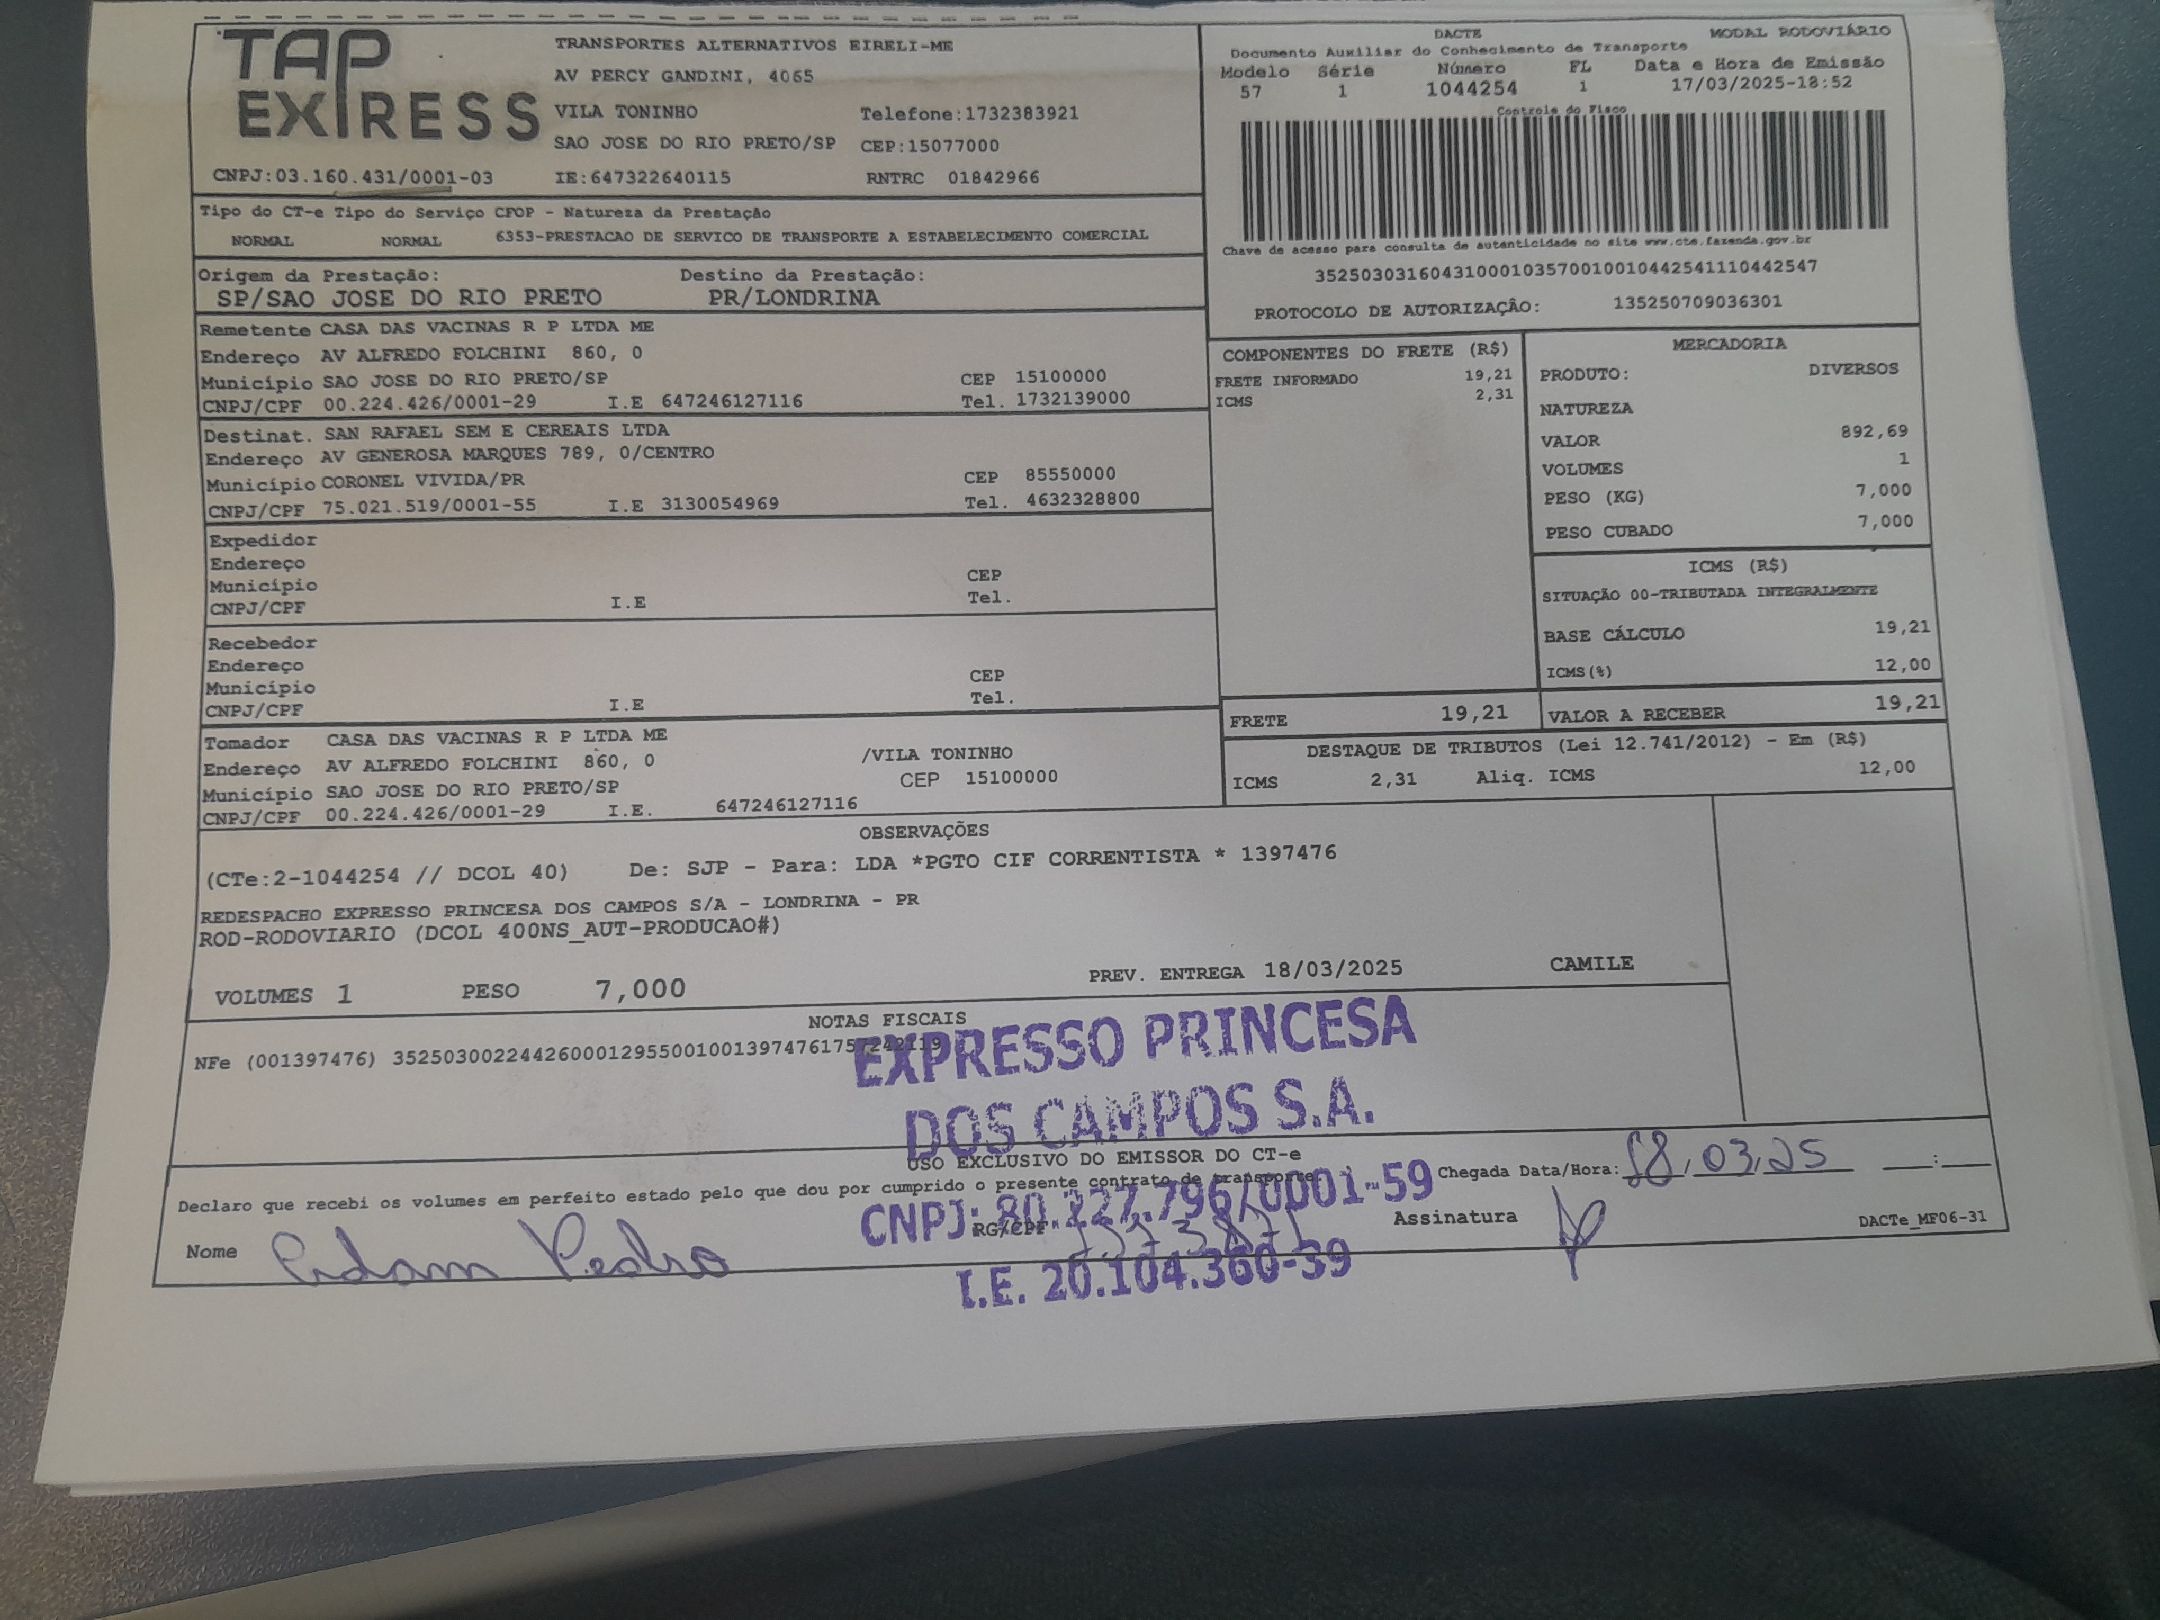 TAP EXPRESS
TRANSPORTES ALTERNATIVOS EIRELI-ME
AV PERCY GANDINI, 4065
VILA TONINHO Telefone:1732383921
SAO JOSE DO RIO PRETO/SP CEP:15077000
CNPJ:03.160.431/0001-03 IE:647322640115 RNTRC 01842966
DACTE MODAL RODOVIÁRIO
Documento Auxiliar do Conhecimento de Transporte
Modelo Série Número FL Data e Hora de Emissão
57 1 1044254 1 17/03/2025-18:52
Controle do Fisco
Chave de acesso para consulta de autenticidade no site www.cte.fazenda.gov.br
35250303160431000103570010010442541110442547
PROTOCOLO DE AUTORIZAÇÃO: 135250709036301
Tipo do CT-e Tipo do Serviço CFOP - Natureza da Prestação
NORMAL NORMAL 6353-PRESTACAO DE SERVICO DE TRANSPORTE A ESTABELECIMENTO COMERCIAL
Origem da Prestação: Destino da Prestação:
SP/SAO JOSE DO RIO PRETO PR/LONDRINA
Remetente CASA DAS VACINAS R P LTDA ME
Endereço AV ALFREDO FOLCHINI 860, 0
Município SAO JOSE DO RIO PRETO/SP CEP 15100000
CNPJ/CPF 00.224.426/0001-29 I.E 647246127116 Tel. 1732139000
Destinat. SAN RAFAEL SEM E CEREAIS LTDA
Endereço AV GENEROSA MARQUES 789, 0/CENTRO
Município CORONEL VIVIDA/PR CEP 85550000
CNPJ/CPF 75.021.519/0001-55 I.E 3130054969 Tel. 4632328800
Expedidor
Endereço
Município CEP
CNPJ/CPF I.E Tel.
Recebedor
Endereço
Município CEP
CNPJ/CPF I.E Tel.
Tomador CASA DAS VACINAS R P LTDA ME
Endereço AV ALFREDO FOLCHINI 860, 0 /VILA TONINHO
Município SAO JOSE DO RIO PRETO/SP CEP 15100000
CNPJ/CPF 00.224.426/0001-29 I.E. 647246127116
COMPONENTES DO FRETE (R$)
FRETE INFORMADO 19,21
ICMS 2,31
FRETE 19,21
MERCADORIA
PRODUTO: DIVERSOS
NATUREZA
VALOR 892,69
VOLUMES 1
PESO (KG) 7,000
PESO CUBADO 7,000
ICMS (R$)
SITUAÇÃO 00-TRIBUTADA INTEGRALMENTE
BASE CÁLCULO 19,21
ICMS(%) 12,00
VALOR A RECEBER 19,21
DESTAQUE DE TRIBUTOS (Lei 12.741/2012) - Em (R$)
ICMS 2,31 Aliq. ICMS 12,00
OBSERVAÇÕES
(CTe:2-1044254 // DCOL 40) De: SJP - Para: LDA *PGTO CIF CORRENTISTA * 1397476
REDESPACHO EXPRESSO PRINCESA DOS CAMPOS S/A - LONDRINA - PR
ROD-RODOVIARIO (DCOL 400NS_AUT-PRODUCAO#)
VOLUMES 1 PESO 7,000 PREV. ENTREGA 18/03/2025 CAMILE
NOTAS FISCAIS
NFe (001397476) 35250300224426000129550010013974761757242119
EXPRESSO PRINCESA
DOS CAMPOS S.A.
CNPJ: 80.227.796/0001-59
I.E. 20.104.360-39
USO EXCLUSIVO DO EMISSOR DO CT-e
Declaro que recebi os volumes em perfeito estado pelo que dou por cumprido o presente contrato de transporte. Chegada Data/Hora: 18/03/25 __:__
Nome Adam Pedro RG/CPF Assinatura DACTe_MF06-31